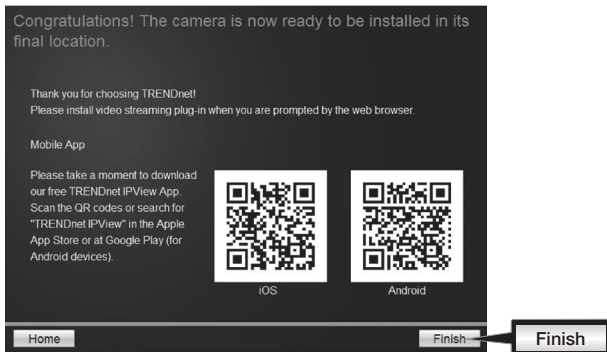 Congratulations! The camera is now ready to be installed in its
final location.
Thank you for choosing TRENDnet!
Please install video streaming plug-in when you are prompted by the web browser.
Mobile App
Please take a moment to download
our free TRENDnet IPView App.
Scan the QR codes or search for
"TRENDnet IPView" in the Apple
App Store or at Google Play (for
Android devices).
iOS
Android
Home
Finish
Finish